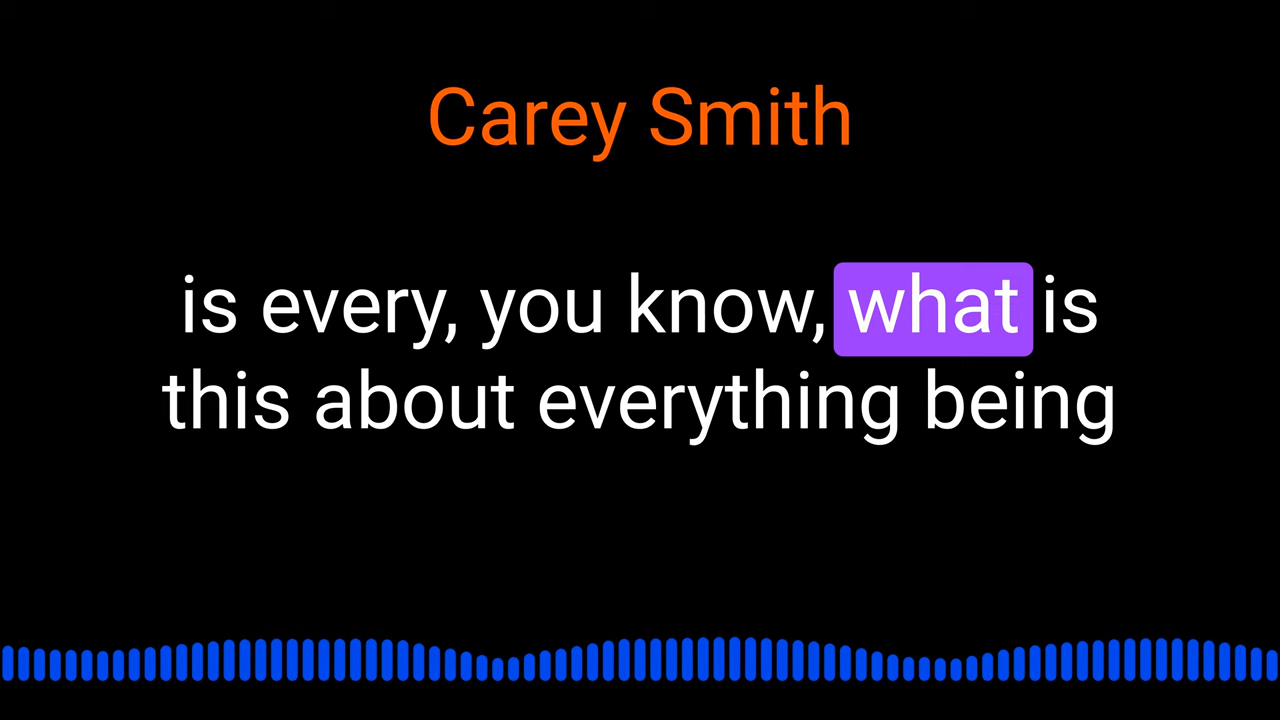 Carey Smith
is every, you know, what is
this about everything being